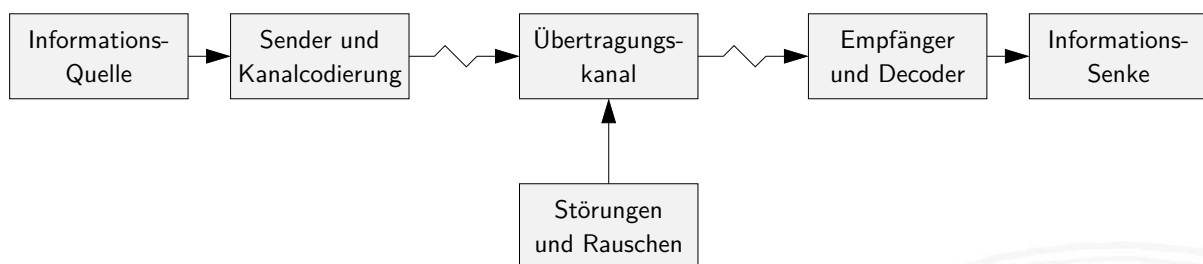 Informations-
Quelle
Sender und
Kanalcodierung
Übertragungs-
kanal
Empfänger
und Decoder
Informations-
Senke
Störungen
und Rauschen